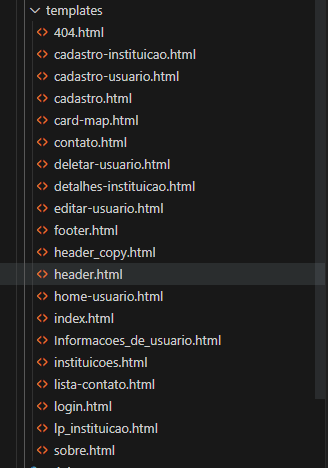 templates
404.html
cadastro-instituicao.html
cadastro-usuario.html
cadastro.html
card-map.html
contato.html
deletar-usuario.html
detalhes-instituicao.html
editar-usuario.html
footer.html
header_copy.html
header.html
home-usuario.html
index.html
Informacoes_de_usuario.html
instituicoes.html
lista-contato.html
login.html
lp_instituicao.html
sobre.html